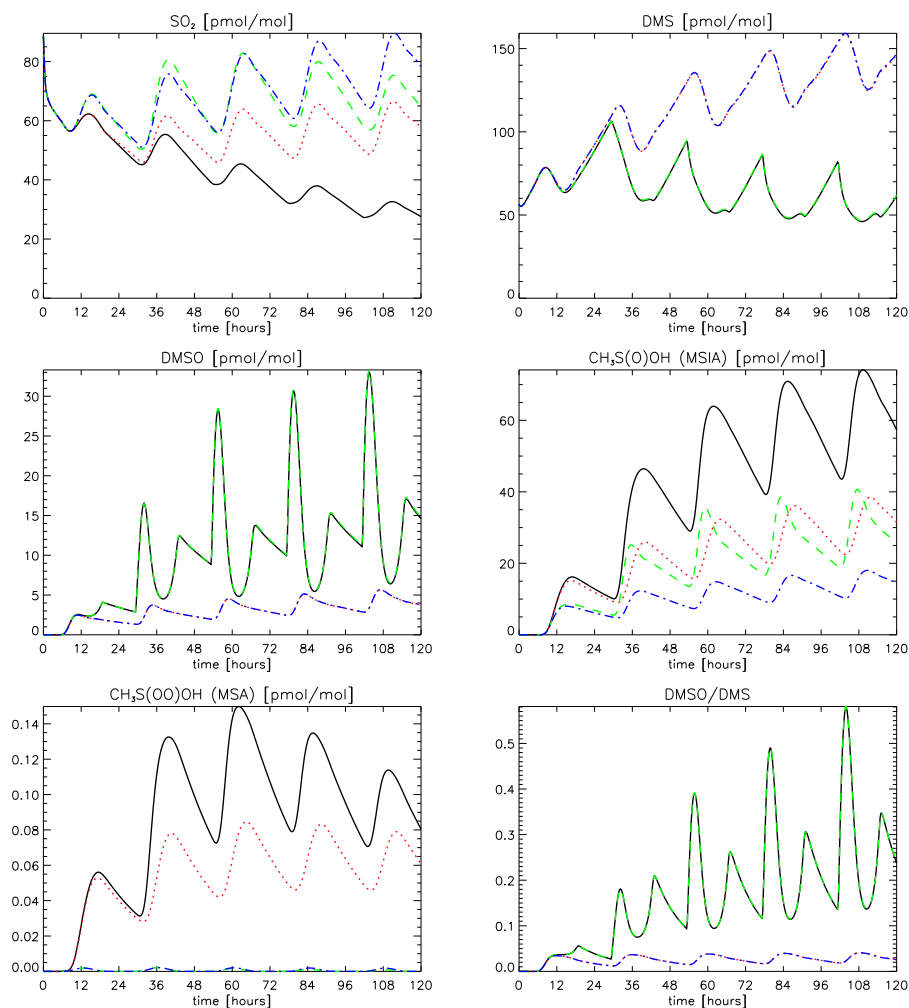 SO₂ [pmol/mol]
80
60
40
20
0
0 12 24 36 48 60 72 84 96 108 120
time [hours]
DMS [pmol/mol]
150
100
50
0
0 12 24 36 48 60 72 84 96 108 120
time [hours]
DMSO [pmol/mol]
30
25
20
15
10
5
0
0 12 24 36 48 60 72 84 96 108 120
time [hours]
CH₃S(O)OH (MSIA) [pmol/mol]
60
40
20
0
0 12 24 36 48 60 72 84 96 108 120
time [hours]
CH₃S(OO)OH (MSA) [pmol/mol]
0.14
0.12
0.10
0.08
0.06
0.04
0.02
0.00
0 12 24 36 48 60 72 84 96 108 120
time [hours]
DMSO/DMS
0.5
0.4
0.3
0.2
0.1
0.0
0 12 24 36 48 60 72 84 96 108 120
time [hours]